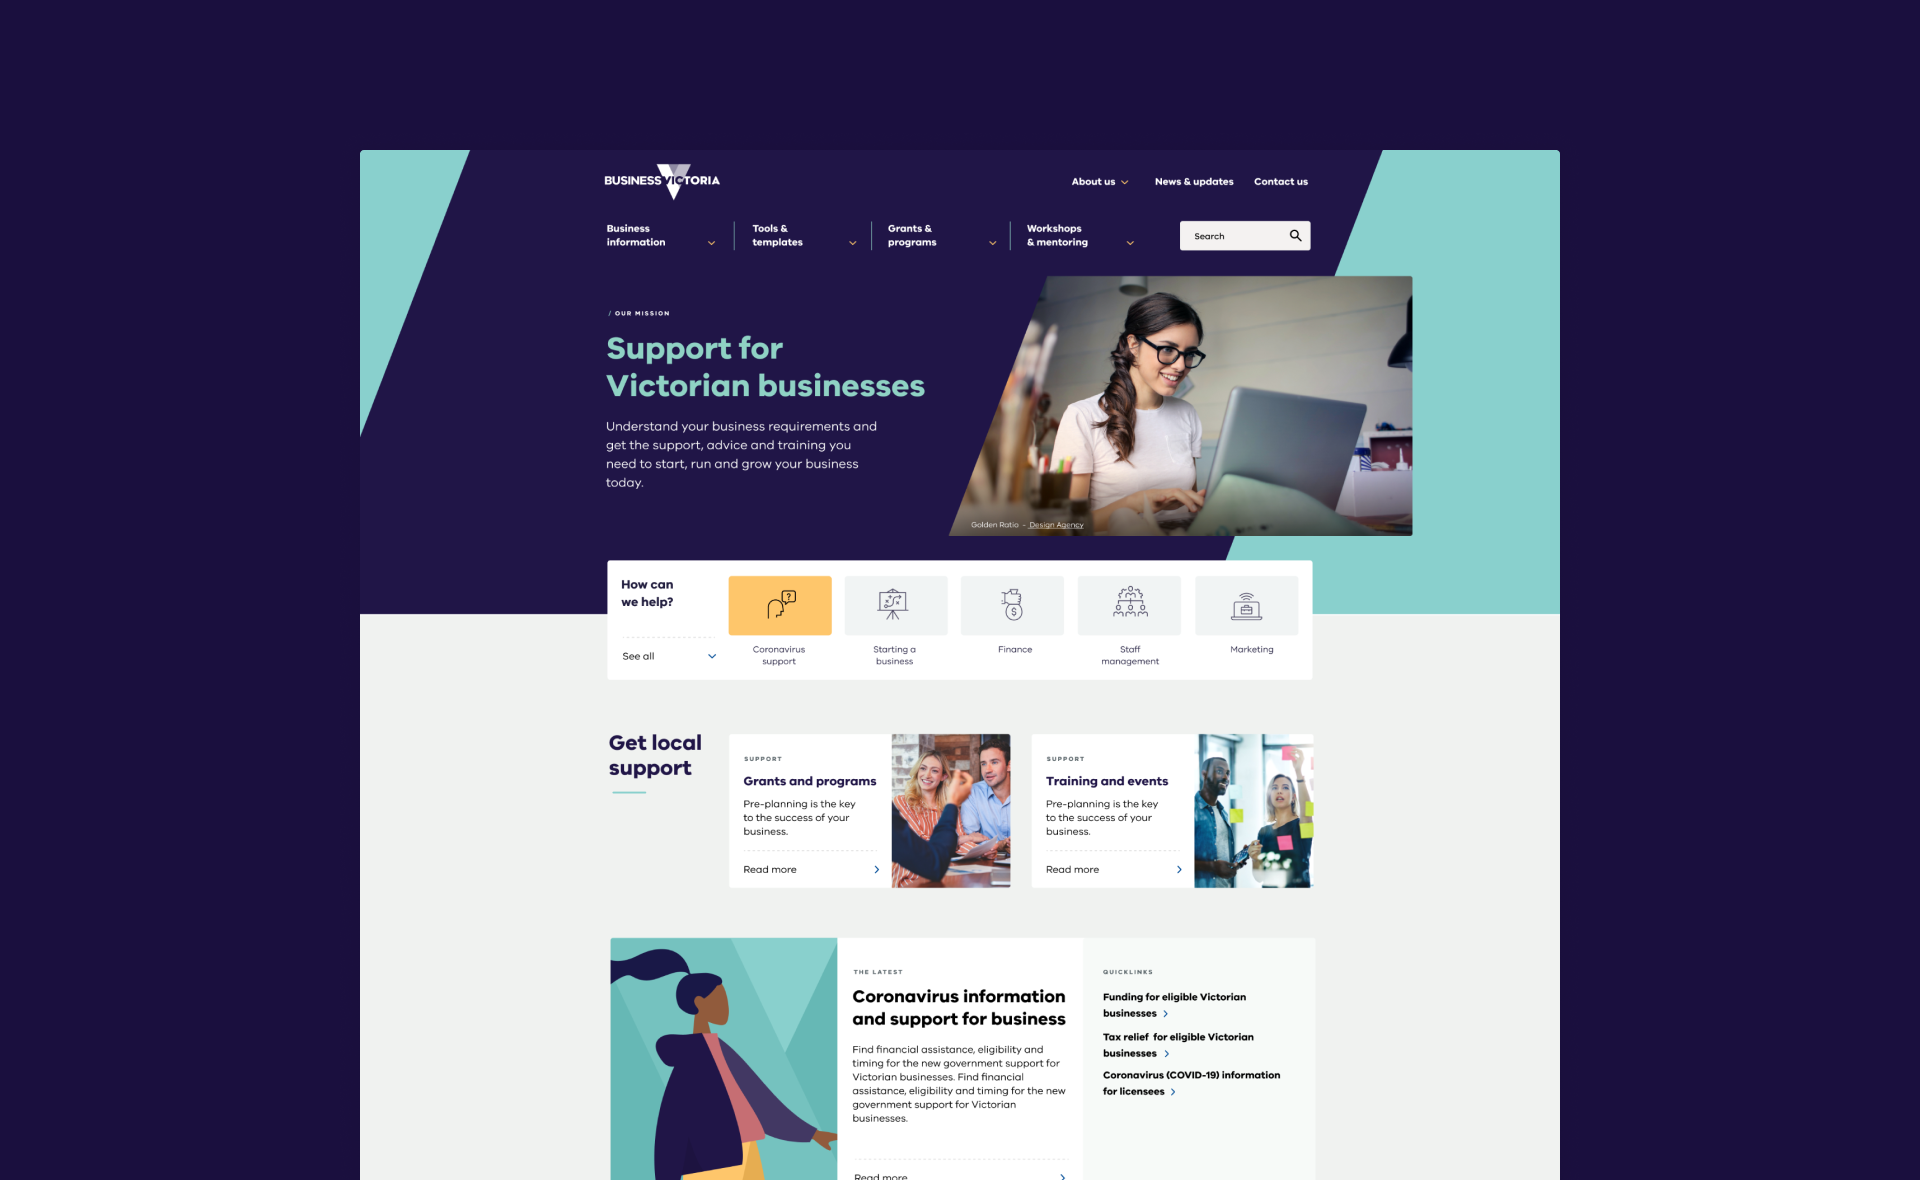 BUSINESS VICTORIA
About us
News & updates
Contact us
Business
information
Tools &
templates
Grants &
programs
Workshops
& mentoring
Search
/ OUR MISSION
Support for
Victorian businesses
Understand your business requirements and
get the support, advice and training you
need to start, run and grow your business
today.
Golden Ratio - Design Agency
How can
we help?
See all
Coronavirus
support
Starting a
business
Finance
Staff
management
Marketing
Get local
support
SUPPORT
Grants and programs
Pre-planning is the key
to the success of your
business.
Read more
SUPPORT
Training and events
Pre-planning is the key
to the success of your
business.
Read more
THE LATEST
Coronavirus information
and support for business
Find financial assistance, eligibility and
timing for the new government support for
Victorian businesses. Find financial
assistance, eligibility and timing for the new
government support for Victorian
businesses.
Read more
QUICKLINKS
Funding for eligible Victorian
businesses
Tax relief for eligible Victorian
businesses
Coronavirus (COVID-19) information
for licensees